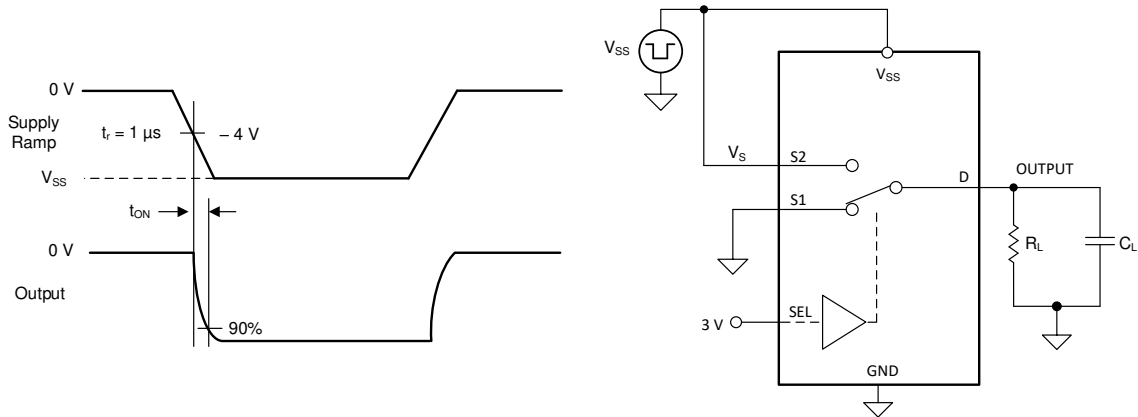 0 V
Supply
Ramp
tr = 1 µs
– 4 V
VSS
tON
0 V
Output
90%
VSS
VSS
VS
S2
S1
D
OUTPUT
RL
CL
3 V
SEL
GND